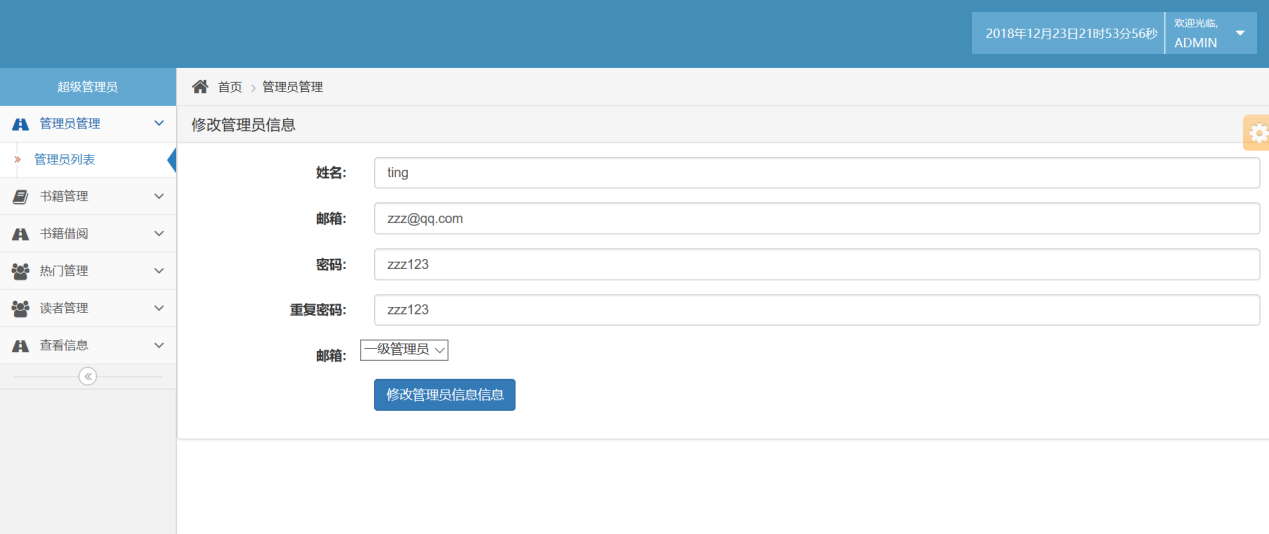 2018年12月23日21时53分56秒
欢迎光临,
ADMIN
超级管理员
首页 > 管理员管理
管理员管理
修改管理员信息
管理员列表
书籍管理
书籍借阅
热门管理
读者管理
查看信息
姓名: ting
邮箱: zzz@qq.com
密码: zzz123
重复密码: zzz123
邮箱: 一级管理员
修改管理员信息信息